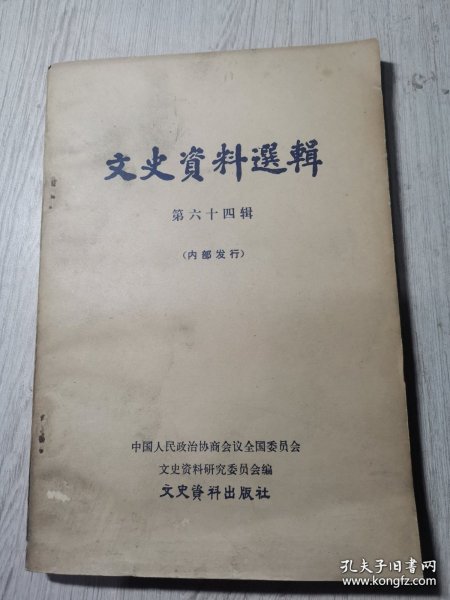 文史資料選輯
第六十四辑
（内部发行）
中国人民政治协商会议全国委员会
文史资料研究委员会编
文史資料出版社
孔夫子旧书网
www.kongfz.com